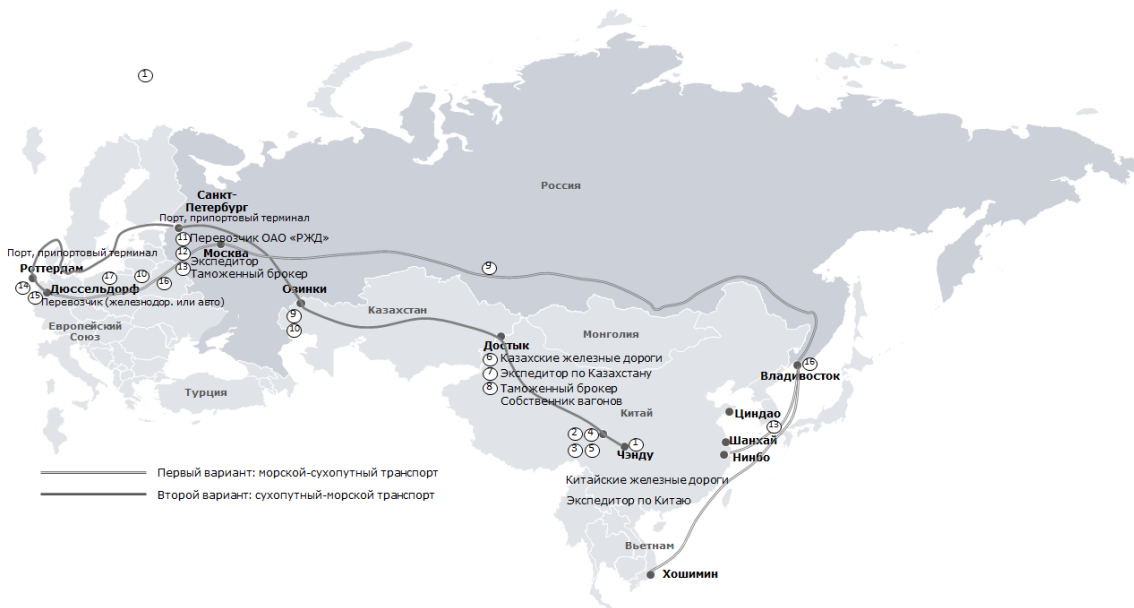 1
Россия
Санкт-
Петербург
Порт, припортовый терминал
11 Перевозчик ОАО «РЖД»
12
Москва
Экспедитор
13
Таможенный брокер
Порт, припортовый терминал
Роттердам
14
15
Дюссельдорф
17
10
16
Перевозчик (железнодор. или авто)
Европейский
Союз
Турция
Озинки
9
10
9
Казахстан
Монголия
Достык
6 Казахские железные дороги
7 Экспедитор по Казахстану
8 Таможенный брокер
Собственник вагонов
16
Владивосток
Китай
Циндао
13
Шанхай
Нинбо
2
4
3
5
1
Чэнду
Китайские железные дороги
Экспедитор по Китаю
Первый вариант: морской-сухопутный транспорт
Второй вариант: сухопутный-морской транспорт
Вьетнам
Хошимин